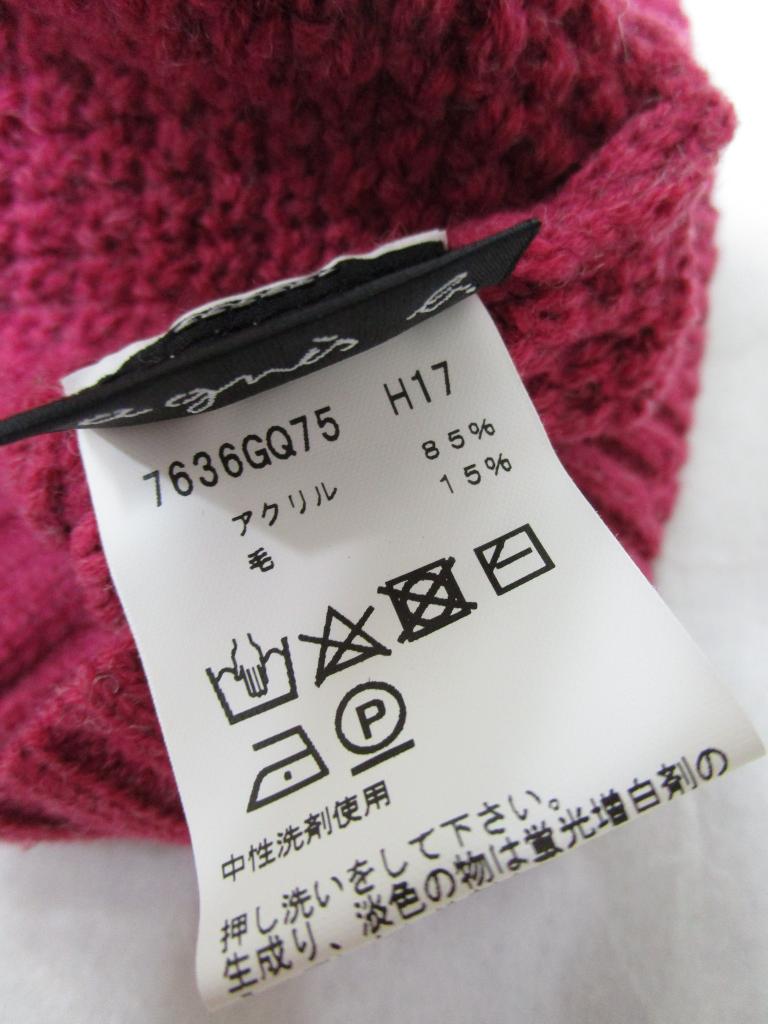 agnès b.
7636GQ75 H17
アクリル 85%
毛 15%
P
中性洗剤使用
押し洗いをして下さい。
生成り、淡色の物は蛍光増白剤の